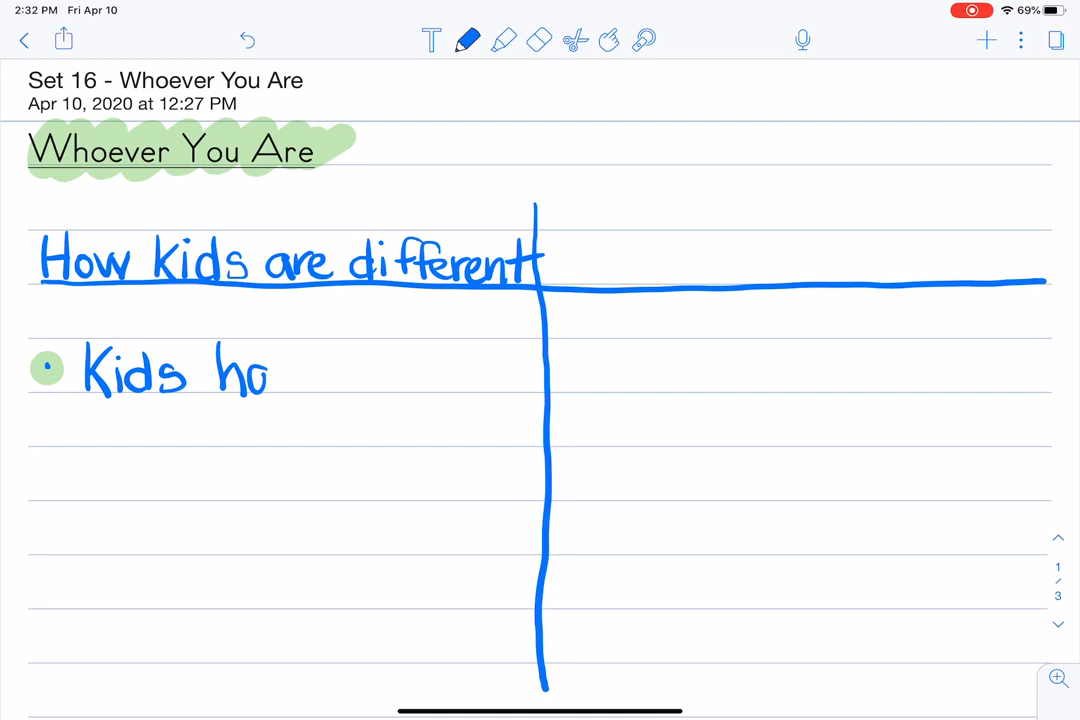 2:32 PM Fri Apr 10
69%
Set 16 - Whoever You Are
Apr 10, 2020 at 12:27 PM
Whoever You Are
How kids are different
• Kids ha
1
/
3